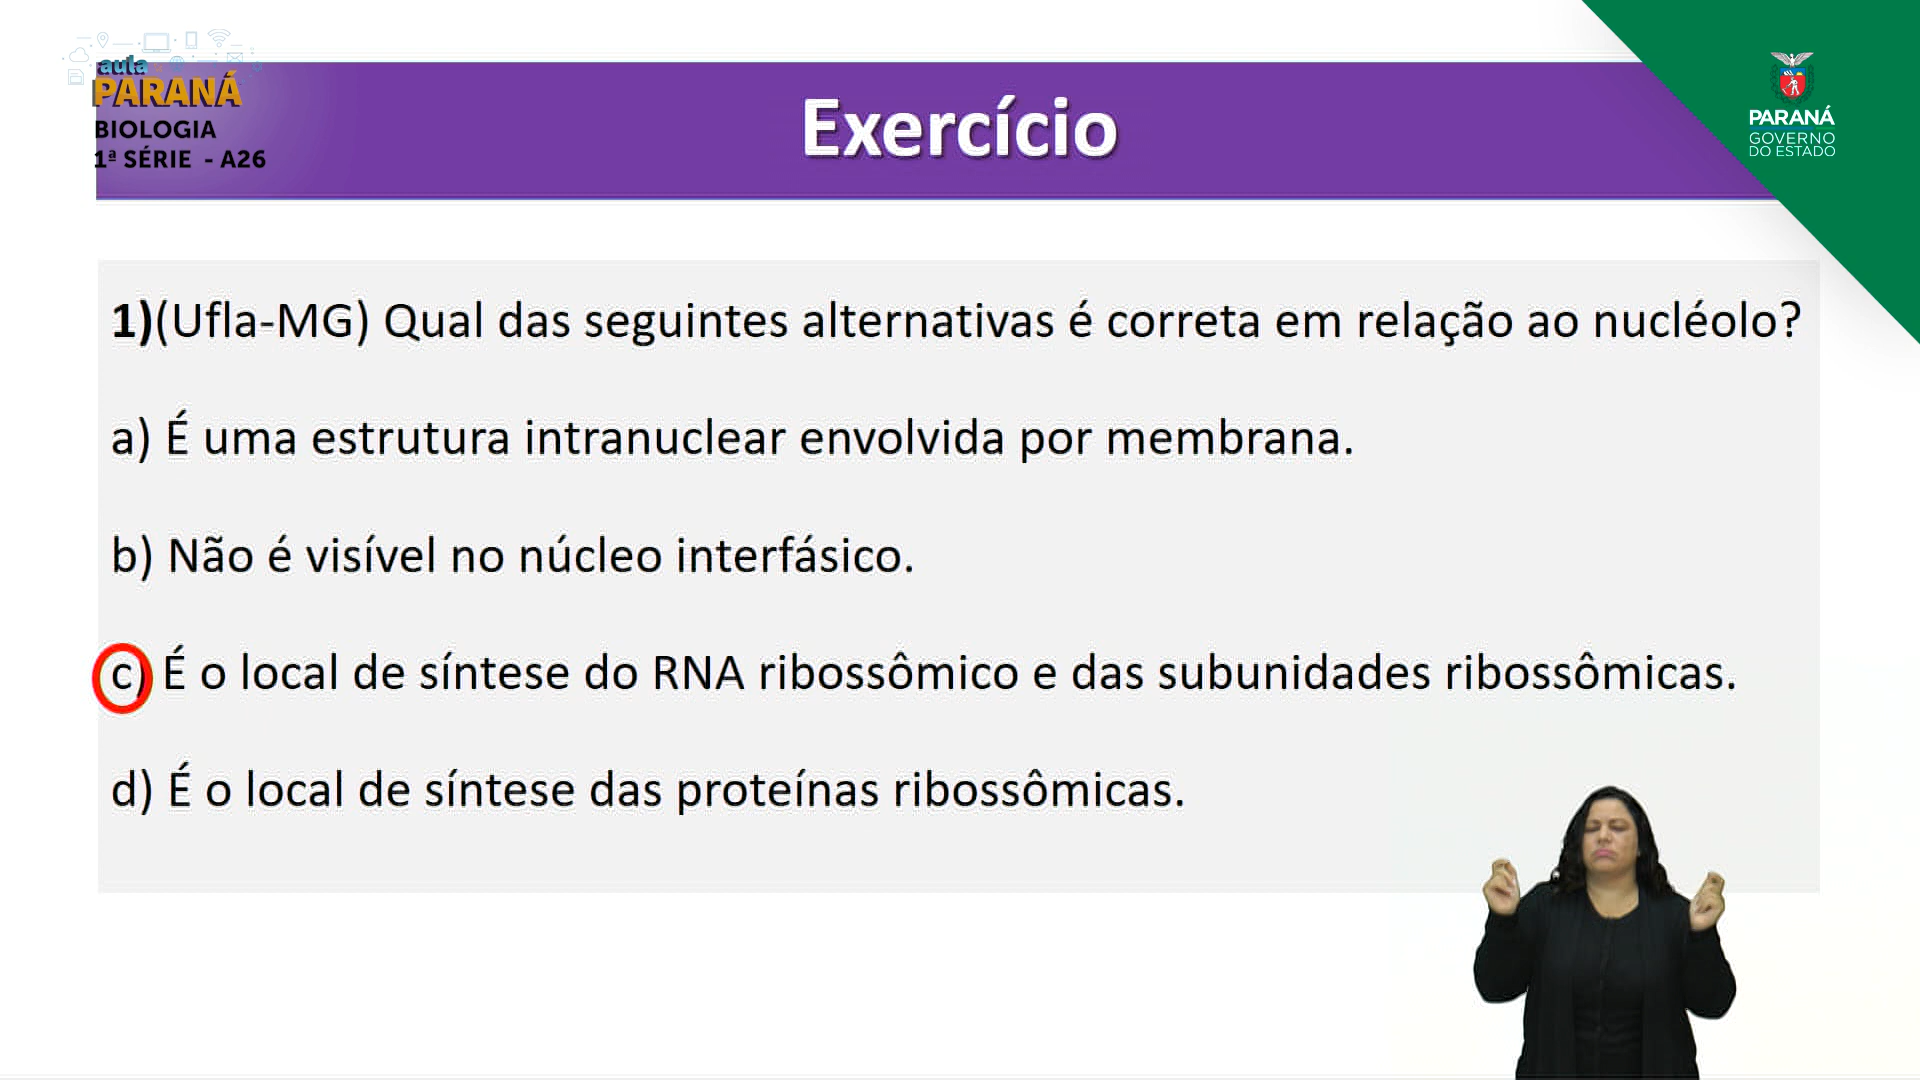 aula
PARANÁ
BIOLOGIA
1ª SÉRIE - A26
Exercício
PARANÁ
GOVERNO
DO ESTADO
1)(Ufla-MG) Qual das seguintes alternativas é correta em relação ao nucléolo?
a) É uma estrutura intranuclear envolvida por membrana.
b) Não é visível no núcleo interfásico.
c) É o local de síntese do RNA ribossômico e das subunidades ribossômicas.
d) É o local de síntese das proteínas ribossômicas.